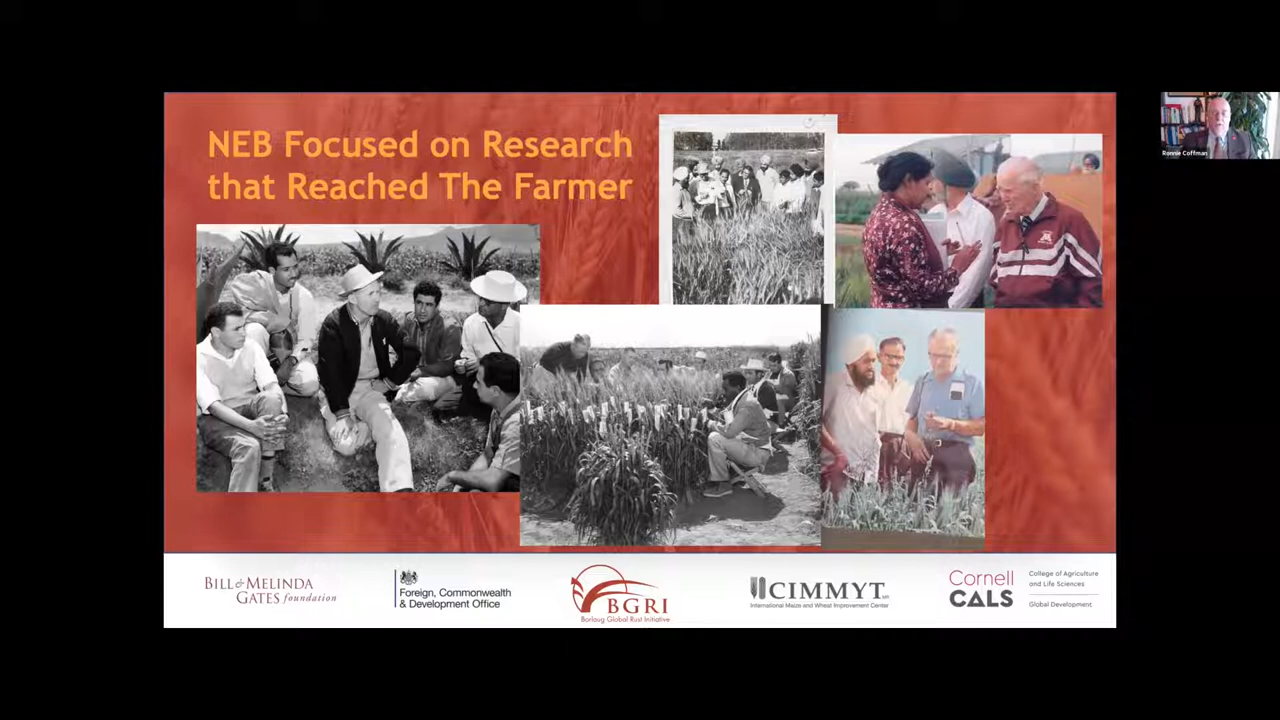 NEB Focused on Research
that Reached The Farmer
Ronnie Coffman
BILL & MELINDA
GATES foundation
Foreign, Commonwealth
& Development Office
BGRI
Borlaug Global Rust Initiative
CIMMYT
International Maize and Wheat Improvement Center
Cornell
CALS
College of Agriculture
and Life Sciences
Global Development